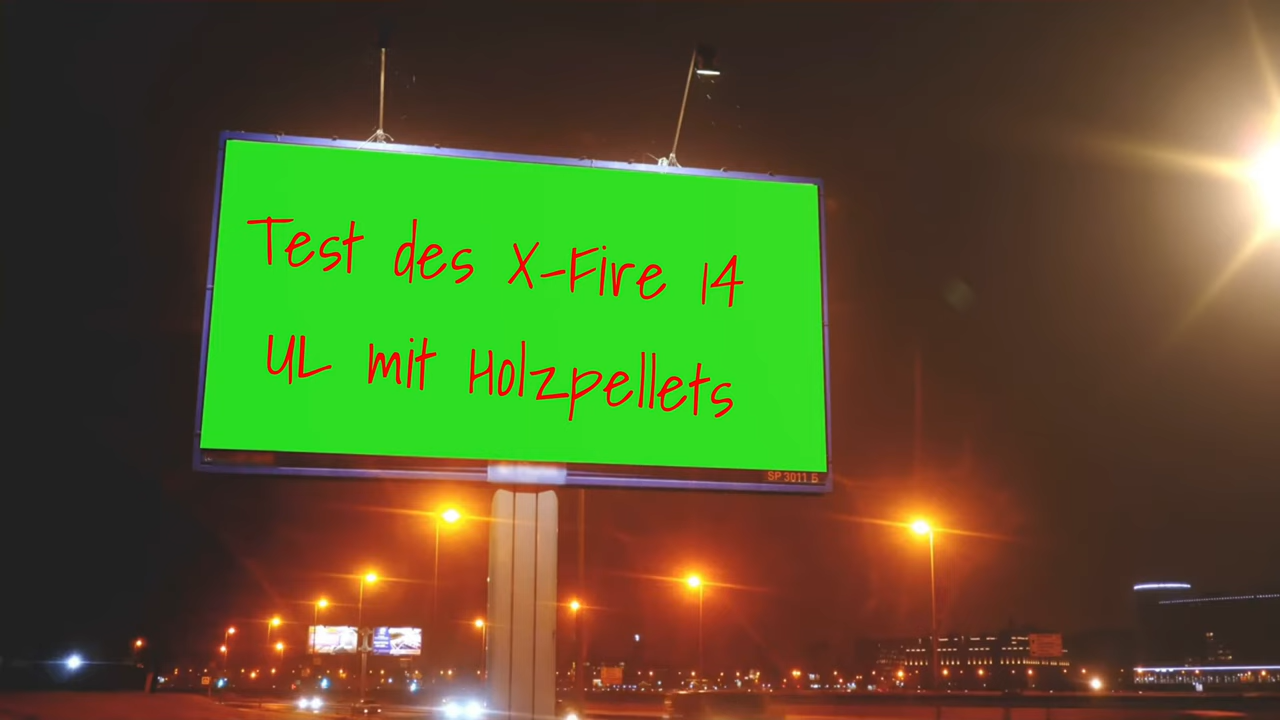 Test des X-Fire 14
UL mit Holzpellets
SP 3011 Б